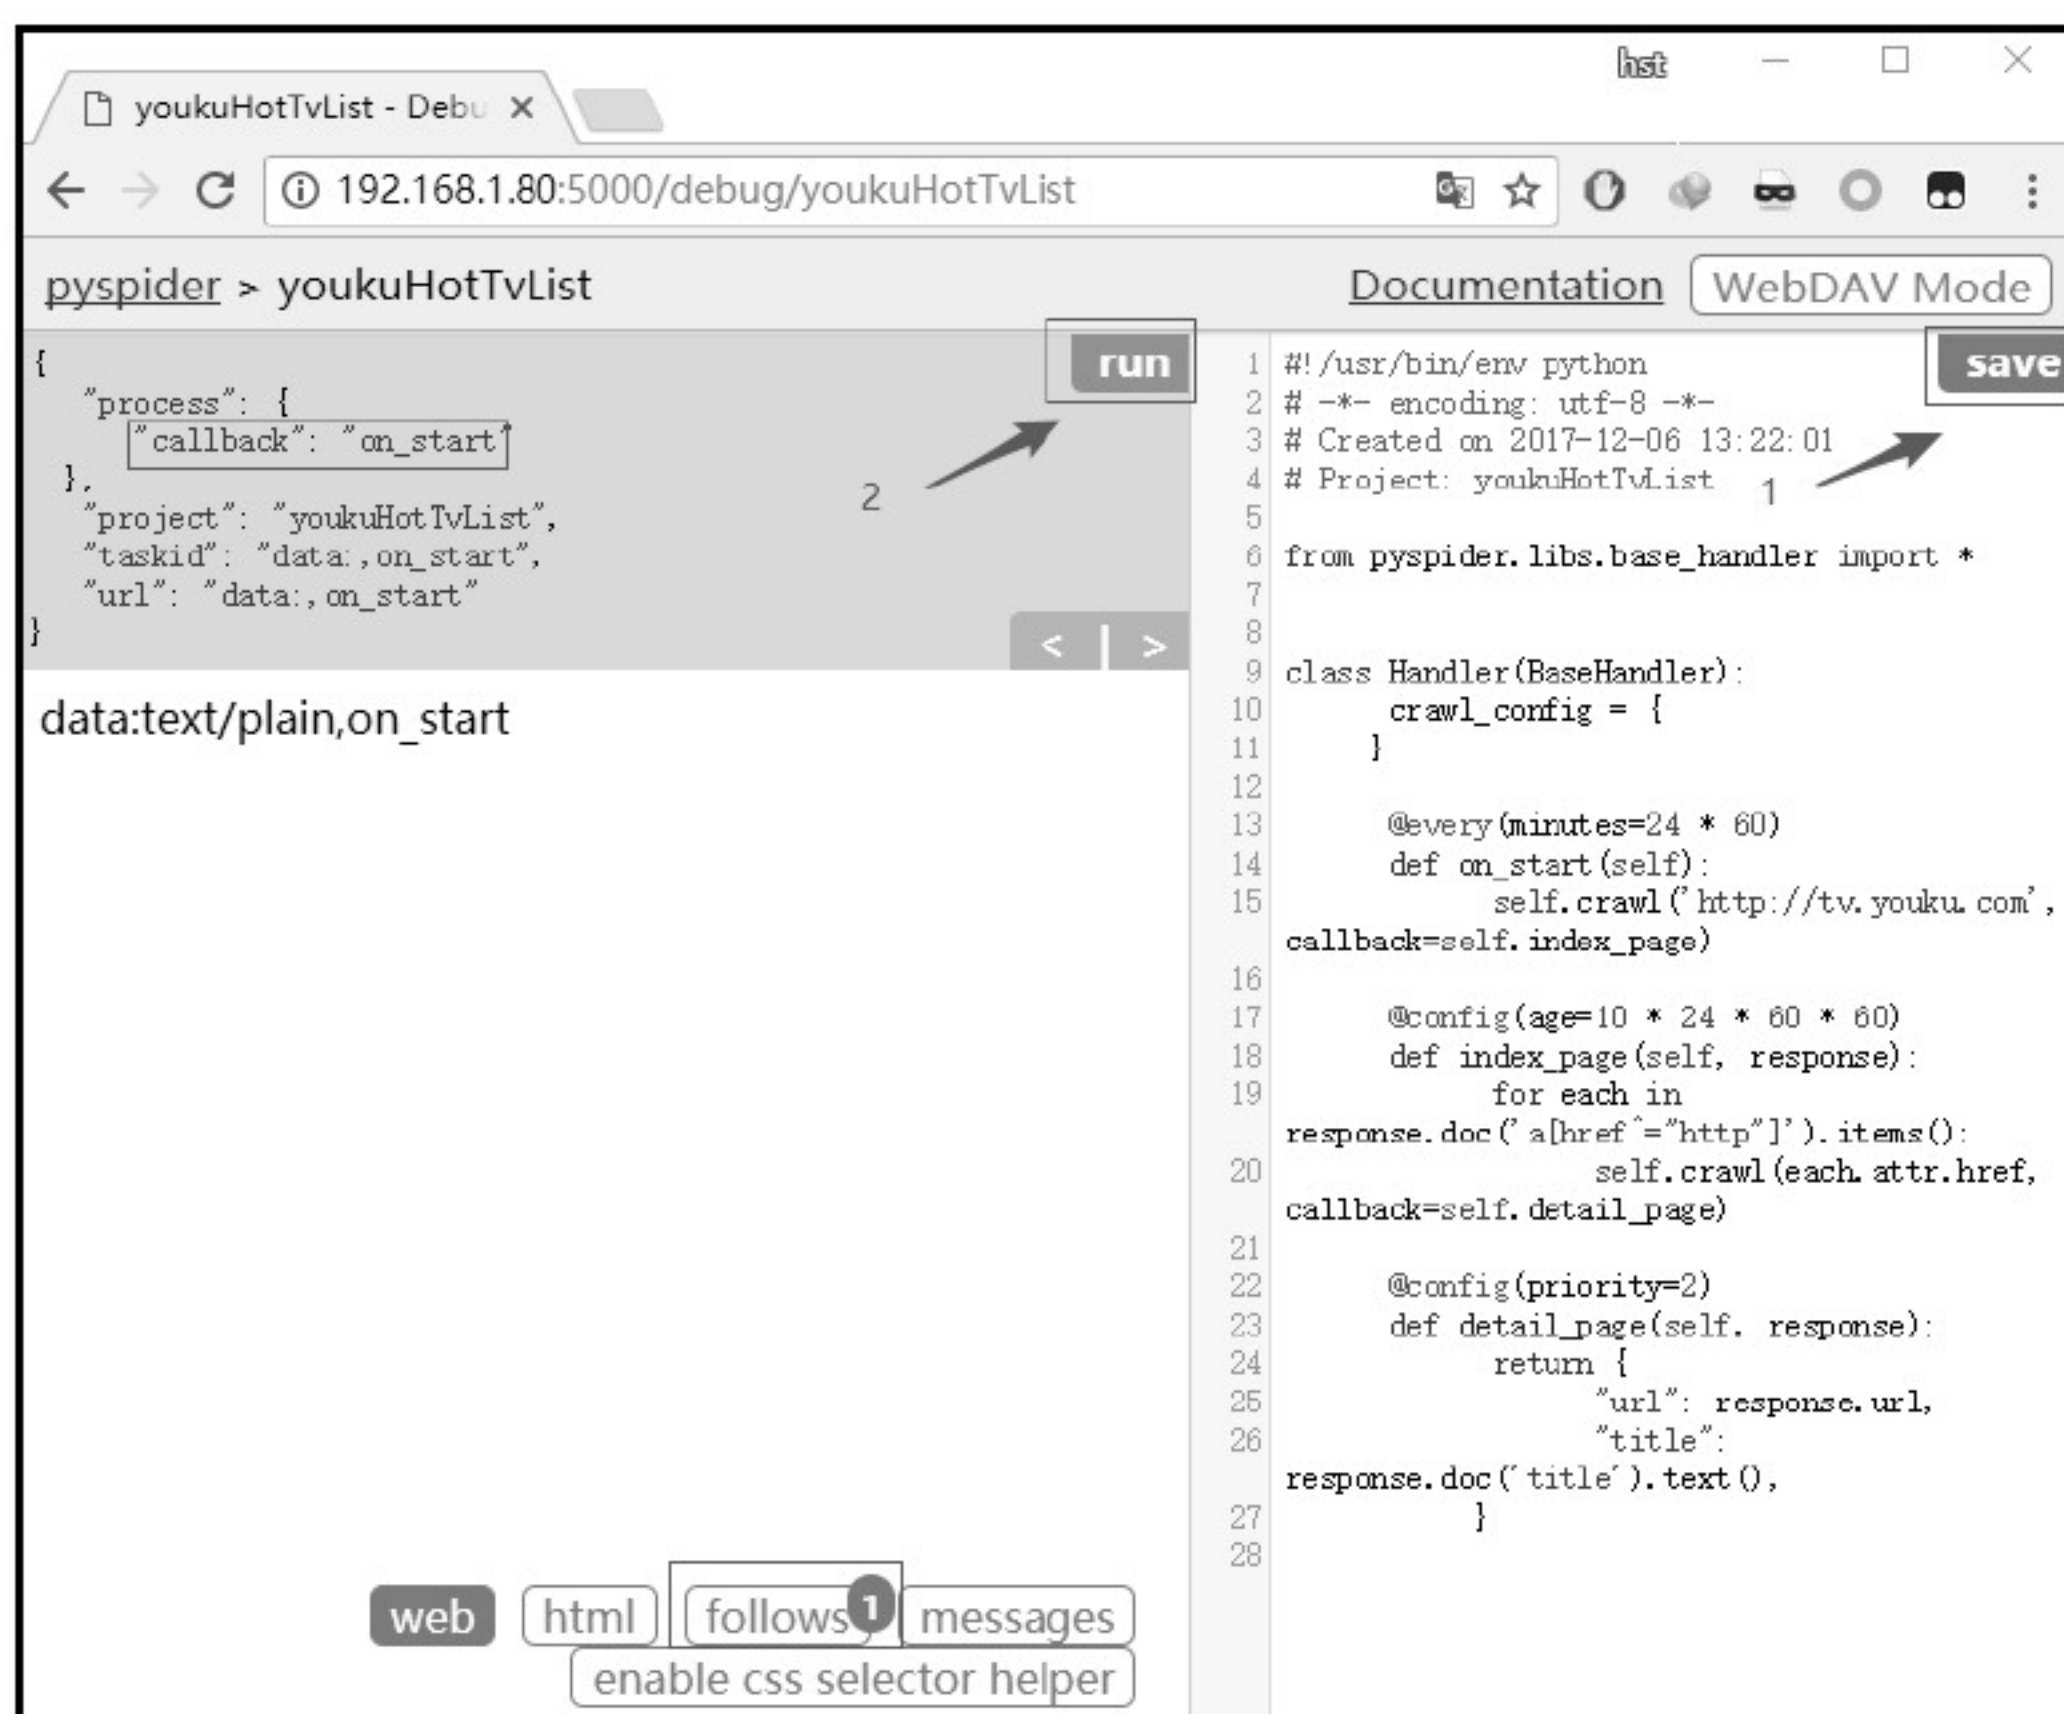 hst
youkuHotTvList - Debu
192.168.1.80:5000/debug/youkuHotTvList
pyspider > youkuHotTvList
Documentation WebDAV Mode
run
{
"process": {
"callback": "on_start"
},
"project": "youkuHotTvList",
"taskid": "data:,on_start",
"url": "data:,on_start"
}
2
< | >
data:text/plain,on_start
web html follows 1 messages
enable css selector helper
save
1
1 #!/usr/bin/env python
2 # -*- encoding: utf-8 -*-
3 # Created on 2017-12-06 13:22:01
4 # Project: youkuHotTvList
5
6 from pyspider.libs.base_handler import *
7
8
9 class Handler(BaseHandler):
10 crawl_config = {
11 }
12
13 @every(minutes=24 * 60)
14 def on_start(self):
15 self.crawl('http://tv.youku.com',
callback=self.index_page)
16
17 @config(age=10 * 24 * 60 * 60)
18 def index_page(self, response):
19 for each in
response.doc('a[href^="http"]').items():
20 self.crawl(each.attr.href,
callback=self.detail_page)
21
22 @config(priority=2)
23 def detail_page(self, response):
24 return {
25 "url": response.url,
26 "title":
response.doc('title').text(),
27 }
28